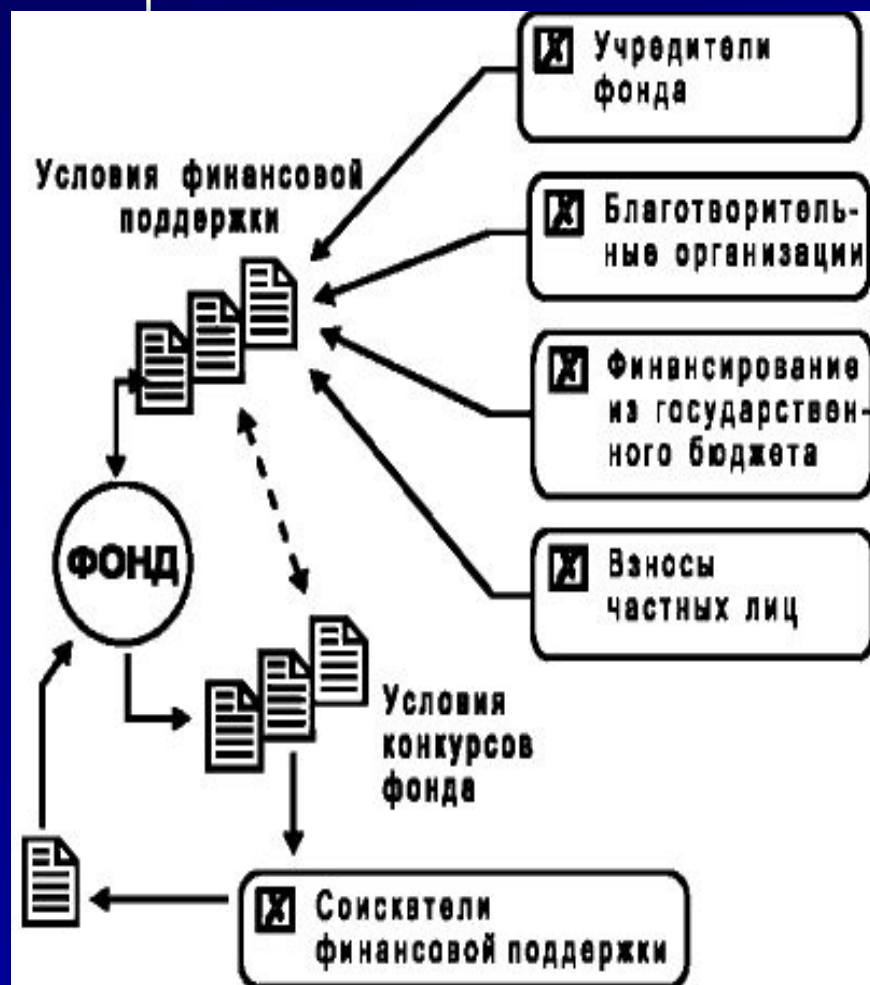 Учредители
фонда
Условия финансовой
поддержки
Благотворитель-
ные организации
Финансирование
из государствен-
ного бюджета
ФОНД
Взносы
частных лиц
Условия
конкурсов
фонда
Соискатели
финансовой поддержки